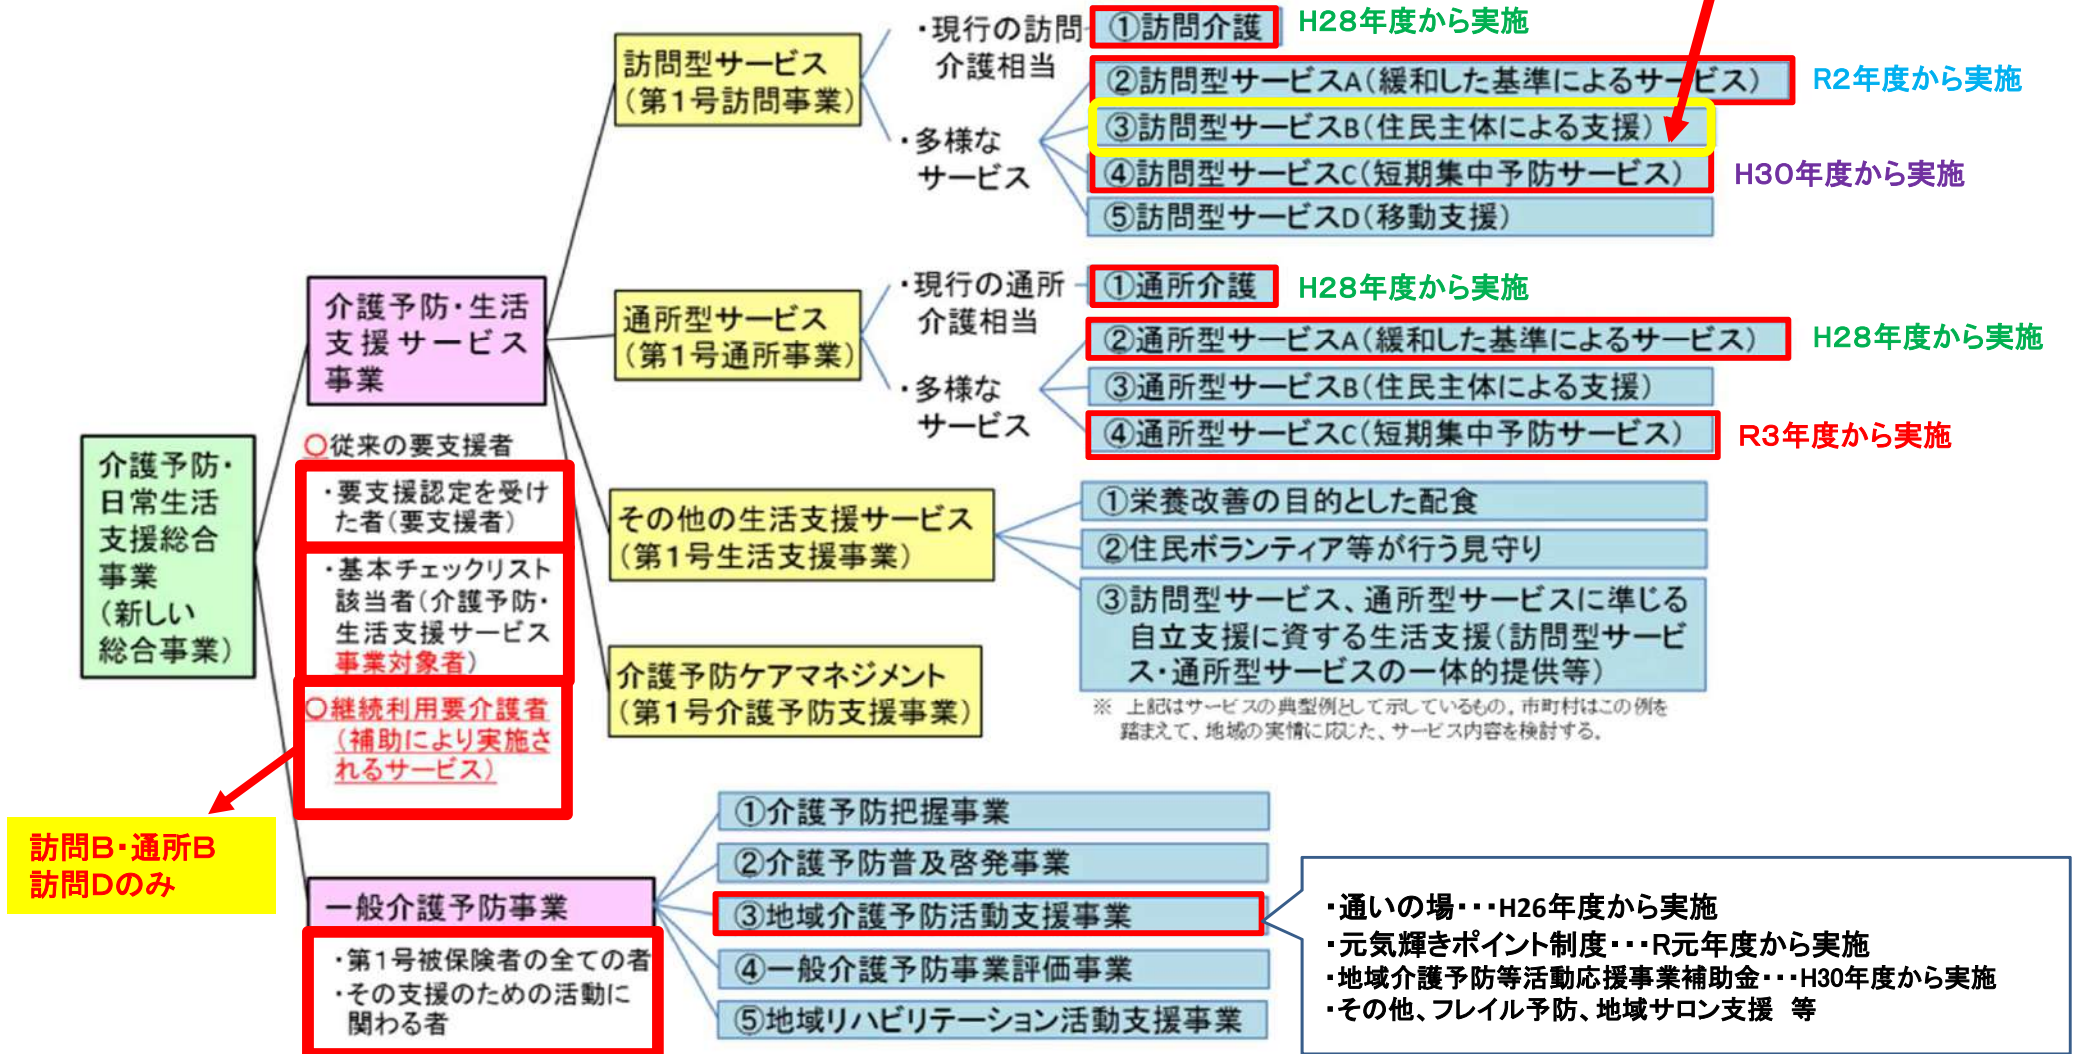 介護予防・
日常生活
支援総合
事業
(新しい
総合事業)
介護予防・生活
支援サービス
事業
〇従来の要支援者
・要支援認定を受け
た者(要支援者)
・基本チェックリスト
該当者(介護予防・
生活支援サービス
事業対象者)
〇継続利用要介護者
(補助により実施さ
れるサービス)
訪問B・通所B
訪問Dのみ
訪問型サービス
(第1号訪問事業)
・現行の訪問
介護相当
①訪問介護
H28年度から実施
・多様な
サービス
②訪問型サービスA(緩和した基準によるサービス)
R2年度から実施
③訪問型サービスB(住民主体による支援)
④訪問型サービスC(短期集中予防サービス)
H30年度から実施
⑤訪問型サービスD(移動支援)
通所型サービス
(第1号通所事業)
・現行の通所
介護相当
①通所介護
H28年度から実施
・多様な
サービス
②通所型サービスA(緩和した基準によるサービス)
H28年度から実施
③通所型サービスB(住民主体による支援)
④通所型サービスC(短期集中予防サービス)
R3年度から実施
その他の生活支援サービス
(第1号生活支援事業)
①栄養改善の目的とした配食
②住民ボランティア等が行う見守り
③訪問型サービス、通所型サービスに準じる
自立支援に資する生活支援(訪問型サービ
ス・通所型サービスの一体的提供等)
※ 上記はサービスの典型例として示しているもの。市町村はこの例を
踏まえて、地域の実情に応じた、サービス内容を検討する。
介護予防ケアマネジメント
(第1号介護予防支援事業)
一般介護予防事業
・第1号被保険者の全ての者
・その支援のための活動に
関わる者
①介護予防把握事業
②介護予防普及啓発事業
③地域介護予防活動支援事業
④一般介護予防事業評価事業
⑤地域リハビリテーション活動支援事業
・通いの場・・・H26年度から実施
・元気輝きポイント制度・・・R元年度から実施
・地域介護予防等活動応援事業補助金・・・H30年度から実施
・その他、フレイル予防、地域サロン支援 等